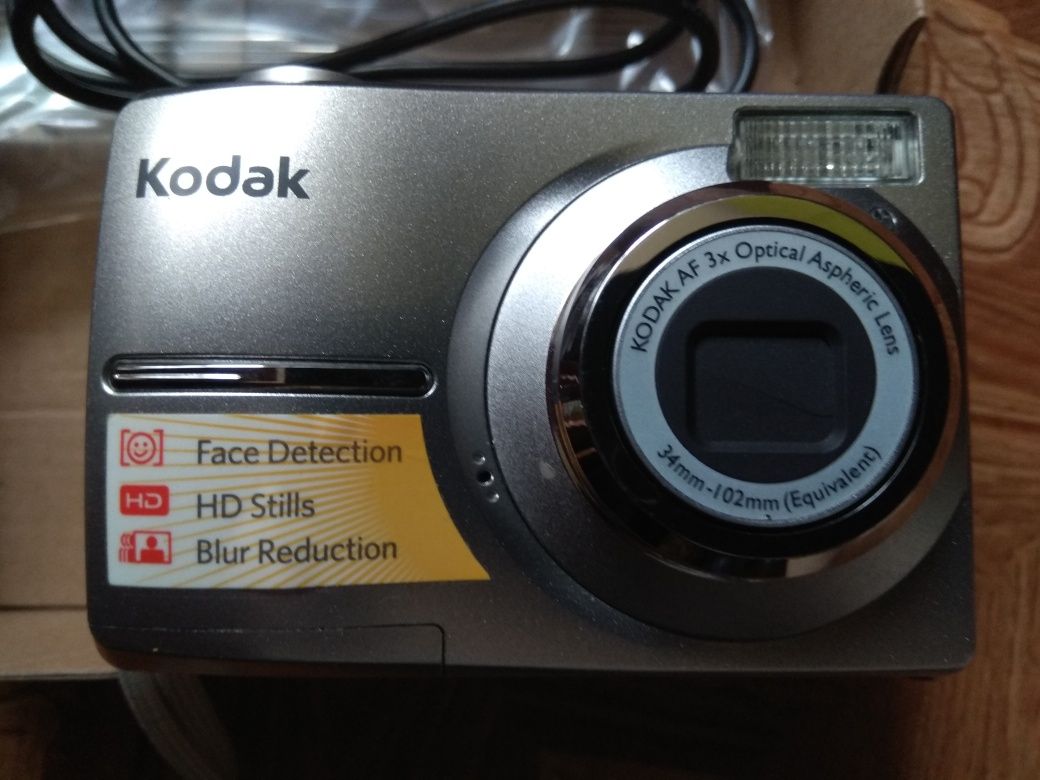 Kodak
KODAK AF 3x Optical Aspheric Lens
34mm-102mm (Equivalent)
Face Detection
HD
HD Stills
Blur Reduction